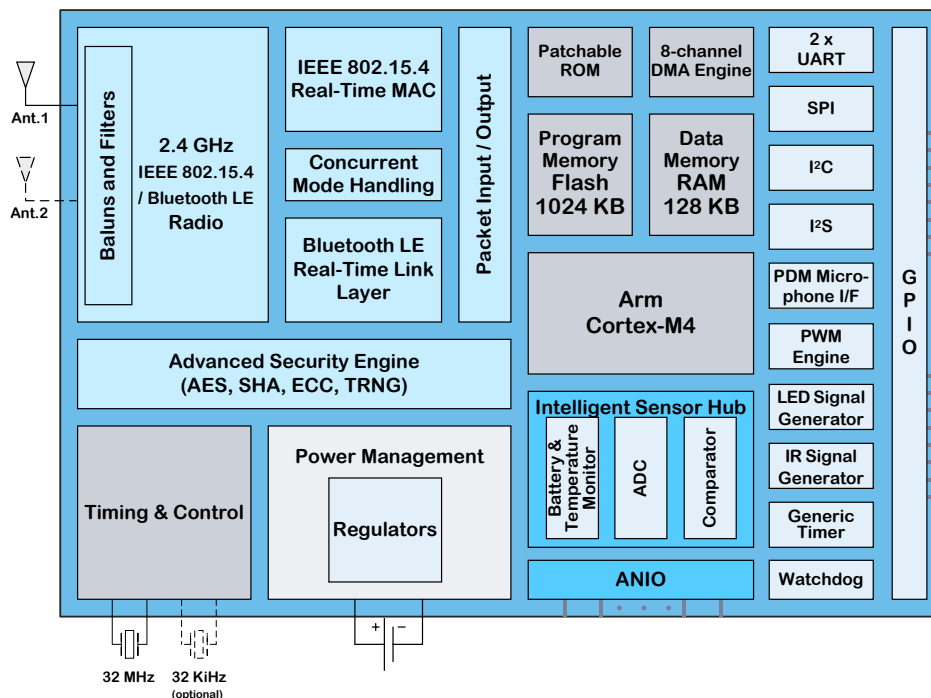 Ant.1
Ant.2
Baluns and Filters
2.4 GHz
IEEE 802.15.4
/ Bluetooth LE
Radio
IEEE 802.15.4
Real-Time MAC
Concurrent
Mode Handling
Bluetooth LE
Real-Time Link
Layer
Packet Input / Output
Advanced Security Engine
(AES, SHA, ECC, TRNG)
Timing & Control
Power Management
Regulators
32 MHz
32 KiHz
(optional)
+
−
Patchable
ROM
8-channel
DMA Engine
Program
Memory
Flash
1024 KB
Data
Memory
RAM
128 KB
Arm
Cortex-M4
Intelligent Sensor Hub
Battery &
Temperature
Monitor
ADC
Comparator
ANIO
2 x
UART
SPI
I²C
I²S
PDM Micro-
phone I/F
PWM
Engine
LED Signal
Generator
IR Signal
Generator
Generic
Timer
Watchdog
GPIO